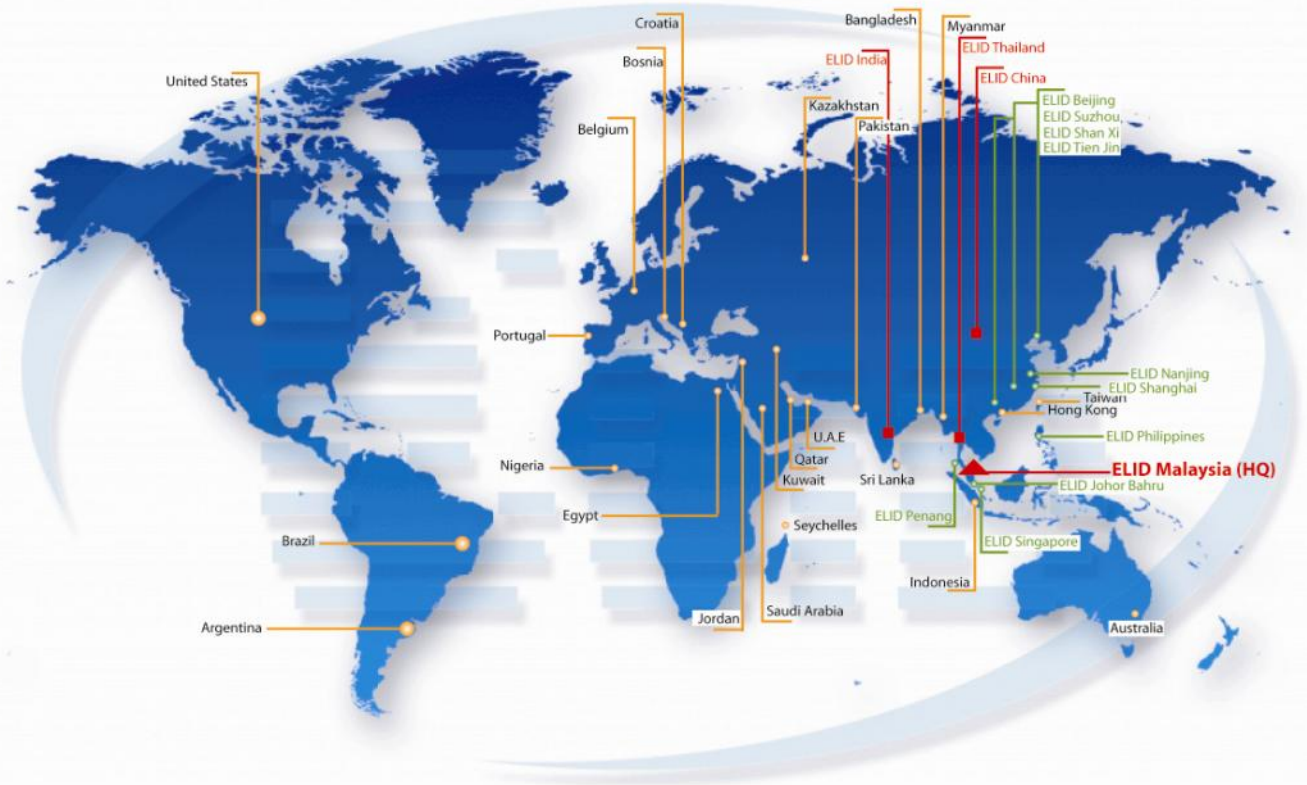 Croatia
Bangladesh
Myanmar
ELID Thailand
Bosnia
ELID India
ELID China
United States
Kazakhstan
ELID Beijing
ELID Suzhou
ELID Shan Xi
ELID Tien Jin
Belgium
Pakistan
Portugal
ELID Nanjing
ELID Shanghai
Taiwan
Hong Kong
U.A.E
ELID Philippines
Qatar
Nigeria
Kuwait
Sri Lanka
ELID Malaysia (HQ)
ELID Johor Bahru
Egypt
ELID Penang
Seychelles
Brazil
ELID Singapore
Indonesia
Saudi Arabia
Jordan
Argentina
Australia